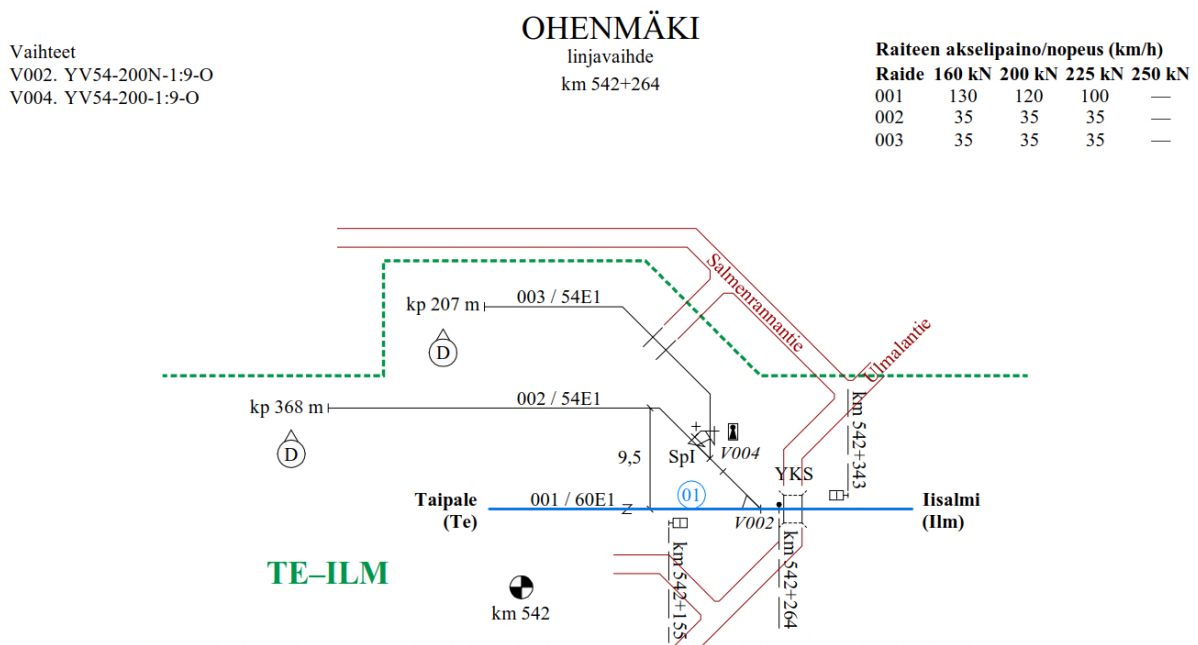 OHENMÄKI
linjavaihde
km 542+264
Vaihteet
V002. YV54-200N-1:9-O
V004. YV54-200-1:9-O
Raiteen akselipaino/nopeus (km/h)
Raide 160 kN 200 kN 225 kN 250 kN
001 130 120 100 —
002 35 35 35 —
003 35 35 35 —
Salmenrannantie
Ulmalantie
kp 207 m
003 / 54E1
D
kp 368 m
002 / 54E1
D
km 542+343
9,5
SpI
V004
YKS
Taipale
(Te)
001 / 60E1
01
V002
Iisalmi
(Ilm)
km 542+155
km 542+264
TE–ILM
km 542